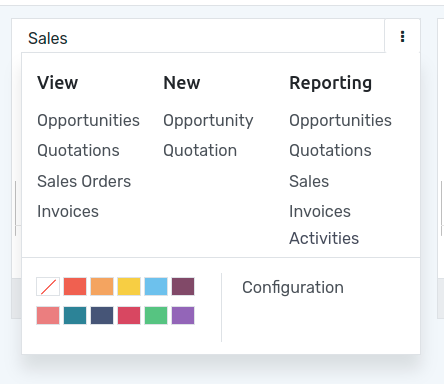 Sales
View
Opportunities
Quotations
Sales Orders
Invoices
New
Opportunity
Quotation
Reporting
Opportunities
Quotations
Sales
Invoices
Activities
Configuration